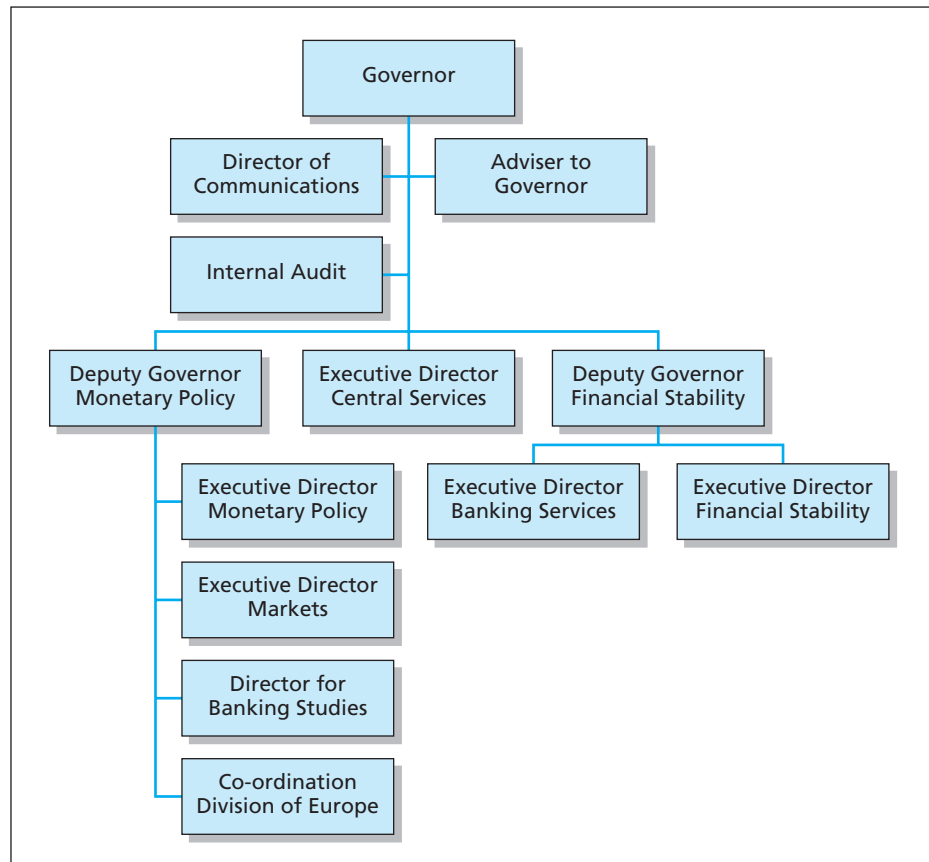 Governor
Director of
Communications
Adviser to
Governor
Internal Audit
Deputy Governor
Monetary Policy
Executive Director
Central Services
Deputy Governor
Financial Stability
Executive Director
Monetary Policy
Executive Director
Banking Services
Executive Director
Financial Stability
Executive Director
Markets
Director for
Banking Studies
Co-ordination
Division of Europe